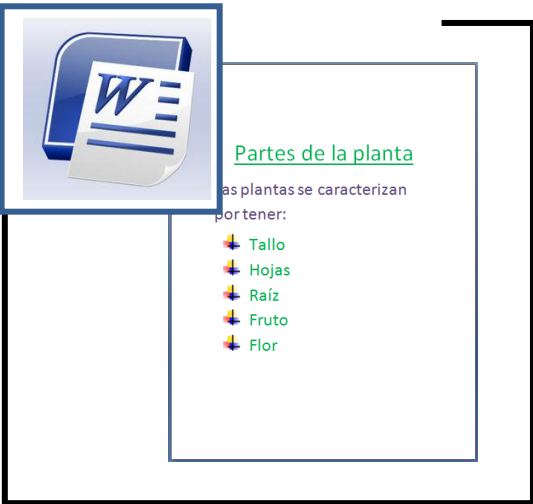 W
Partes de la planta
as plantas se caracterizan
por tener:
Tallo
Hojas
Raíz
Fruto
Flor